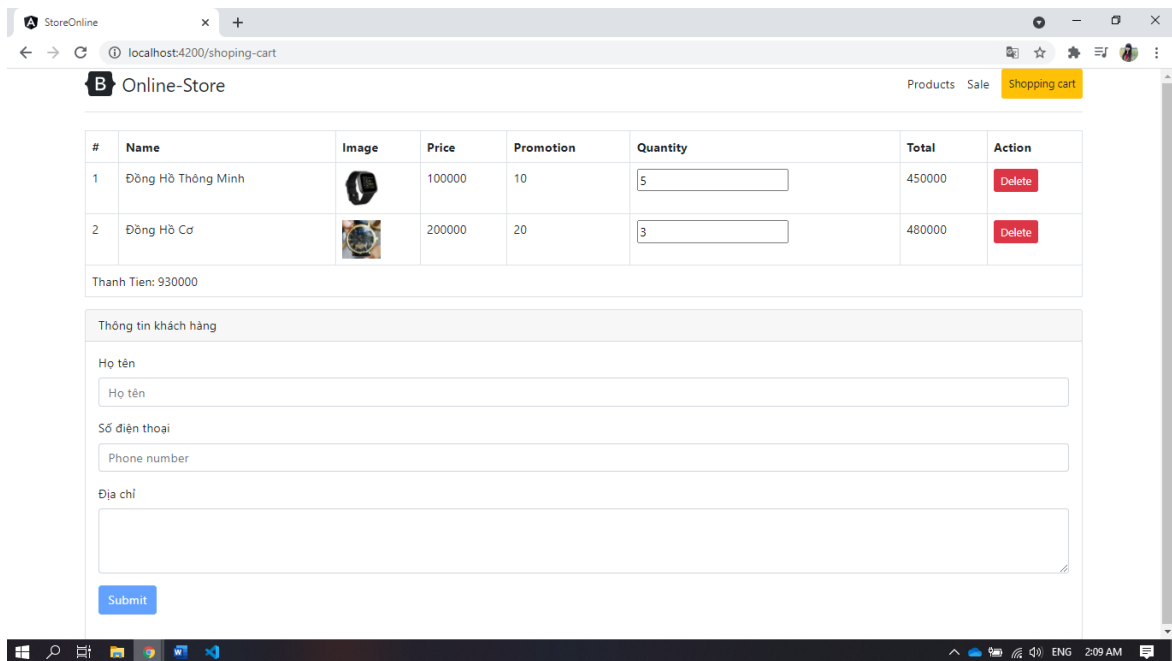 StoreOnline
localhost:4200/shoping-cart
B Online-Store Products Sale Shopping cart
# Name Image Price Promotion Quantity Total Action
1 Đồng Hồ Thông Minh 100000 10 5 450000 Delete
2 Đồng Hồ Cơ 200000 20 3 480000 Delete
Thanh Tien: 930000
Thông tin khách hàng
Họ tên
Họ tên
Số điện thoại
Phone number
Địa chỉ
Submit
ENG 2:09 AM